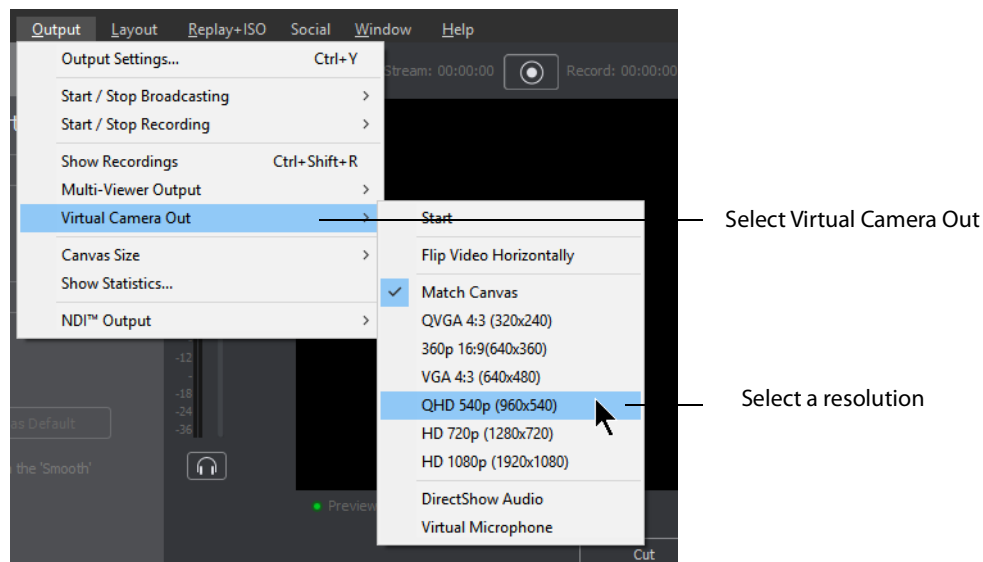 Output Layout Replay+ISO Social Window Help
Output Settings... Ctrl+Y
Stream: 00:00:00 Record: 00:00:00
Start / Stop Broadcasting
Start / Stop Recording
Show Recordings Ctrl+Shift+R
Multi-Viewer Output
Virtual Camera Out
Start
Select Virtual Camera Out
Canvas Size
Flip Video Horizontally
Show Statistics...
Match Canvas
NDI™ Output
QVGA 4:3 (320x240)
360p 16:9(640x360)
-12
VGA 4:3 (640x480)
-18
QHD 540p (960x540)
Select a resolution
-24
as Default
-36
HD 720p (1280x720)
HD 1080p (1920x1080)
the 'Smooth'
DirectShow Audio
Preview
Virtual Microphone
Cut